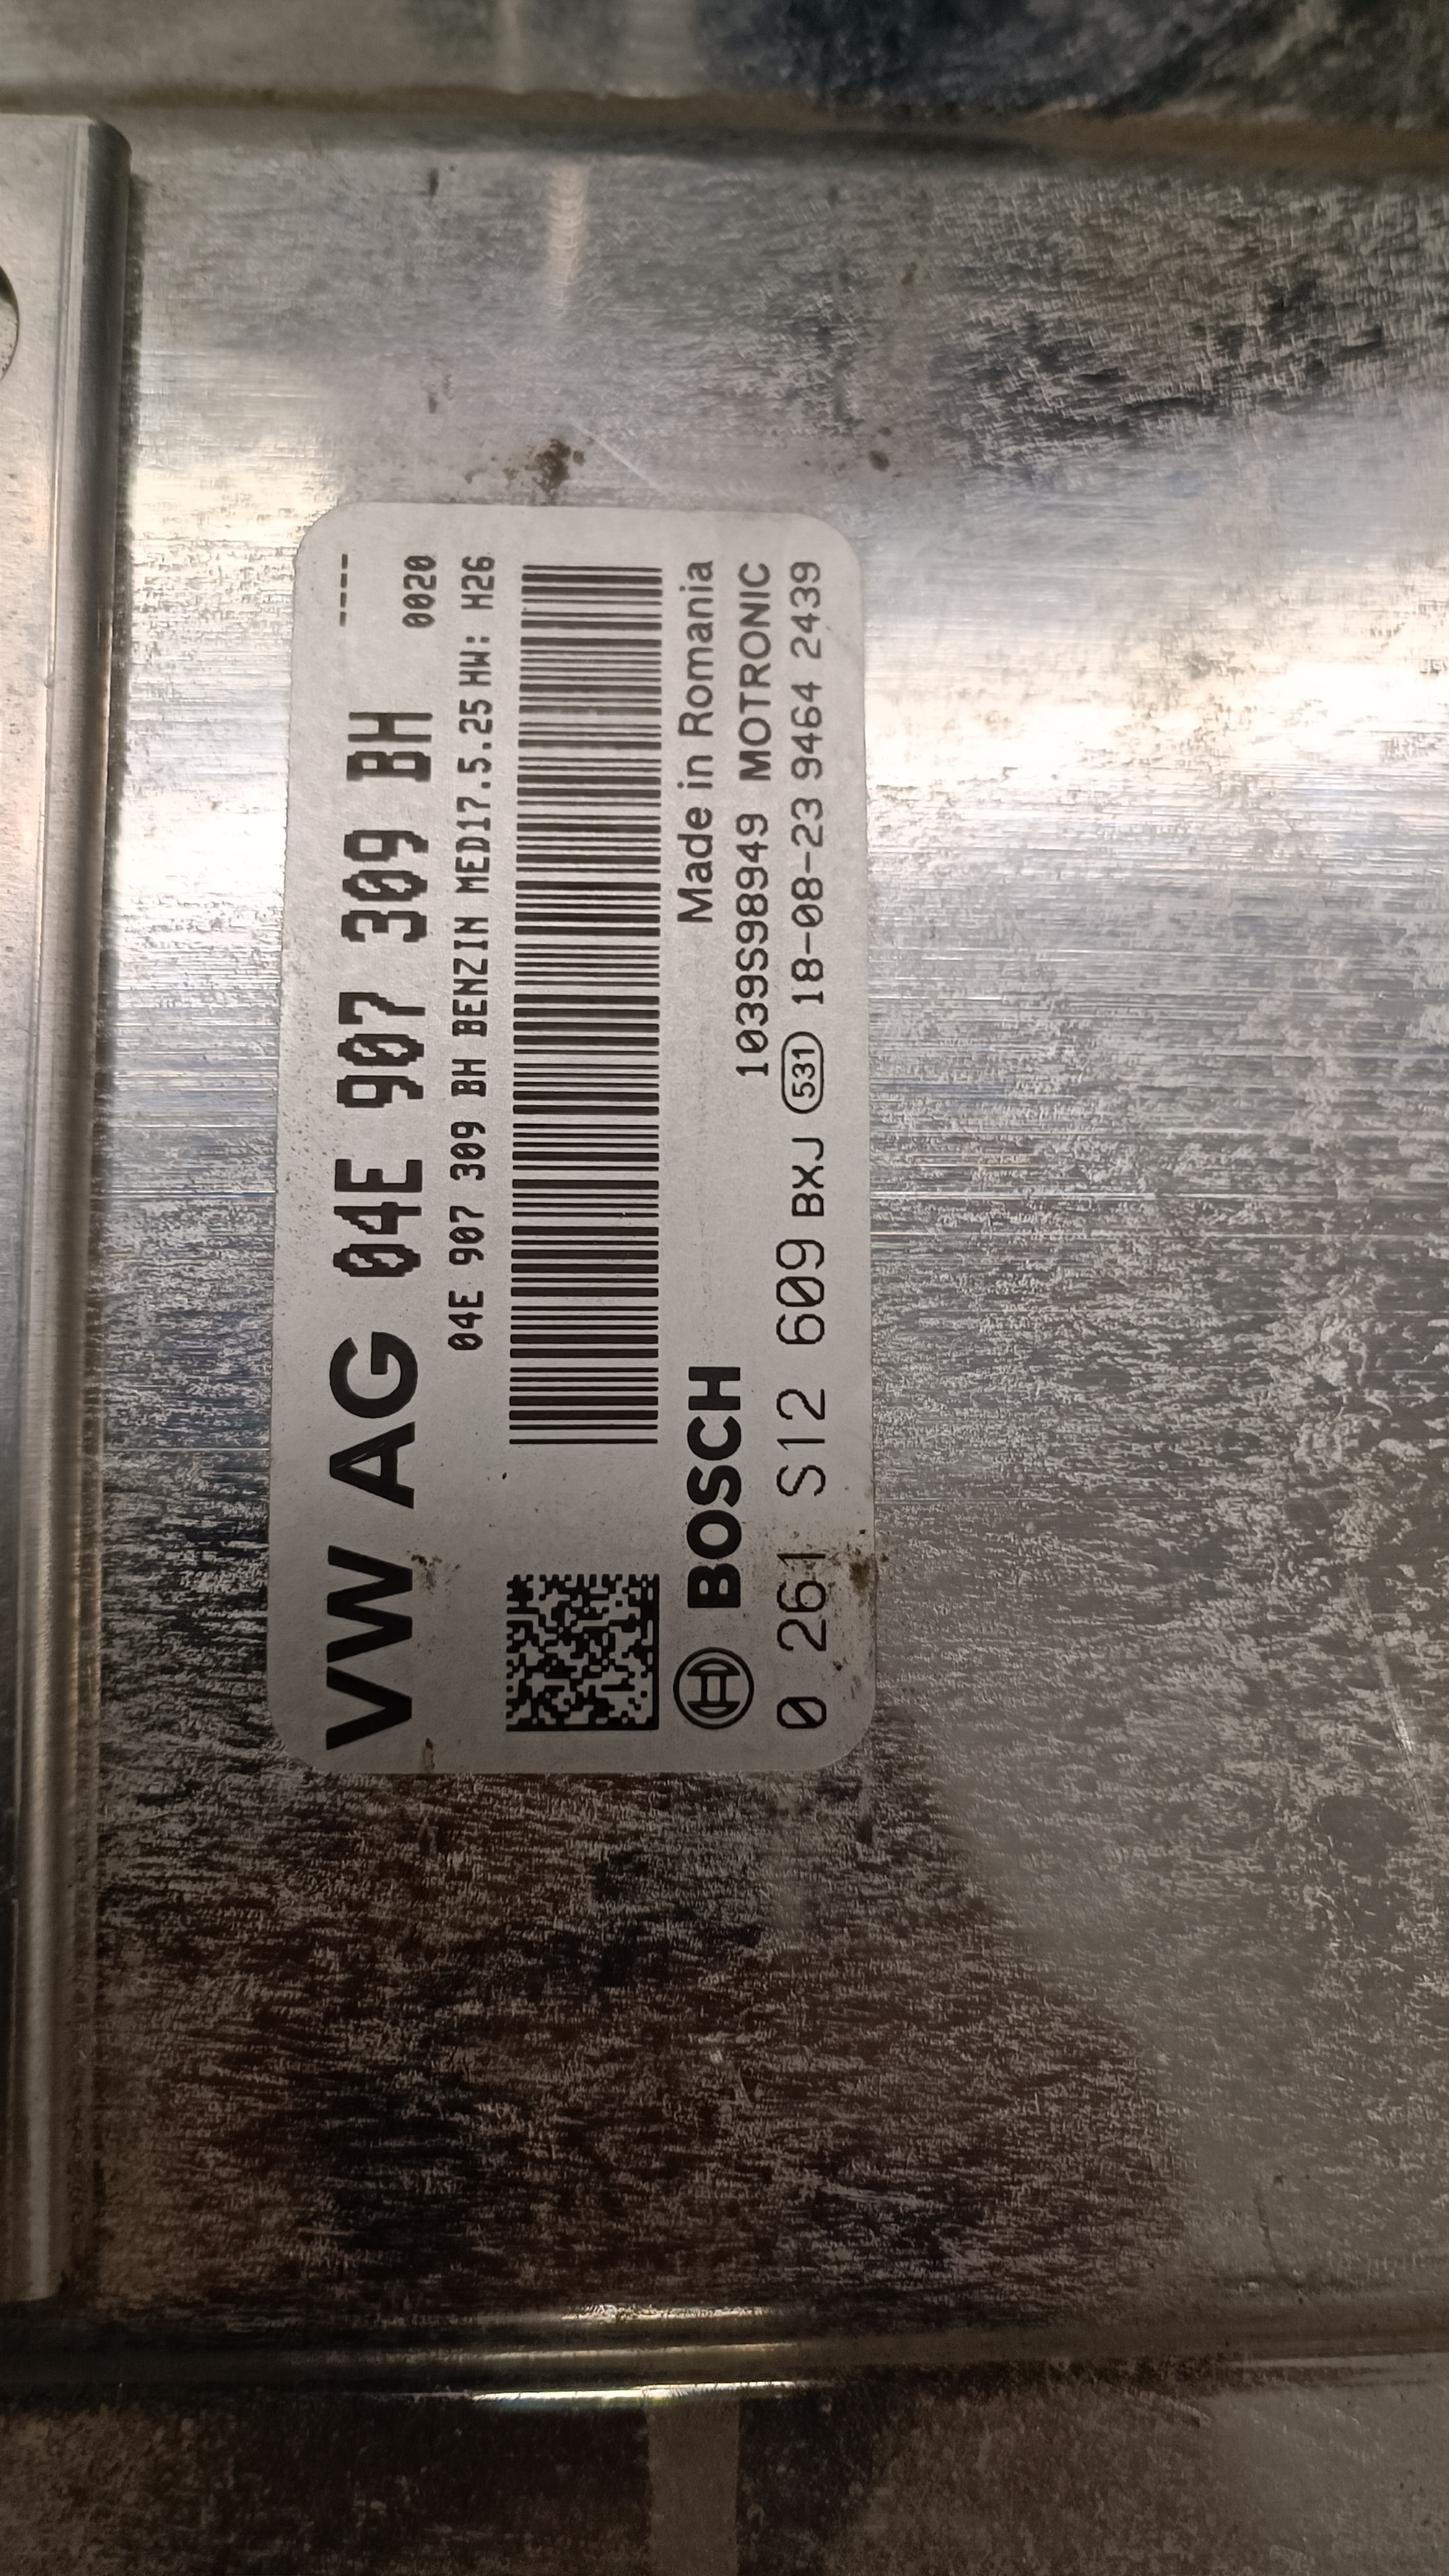 VW AG 04E 907 309 BH ----
0020
04E 907 309 BH BENZIN MED17.5.25 HW: H26
BOSCH Made in Romania
1039S98949 MOTRONIC
0 261 S12 609 BXJ 531 18-08-23 9464 2439